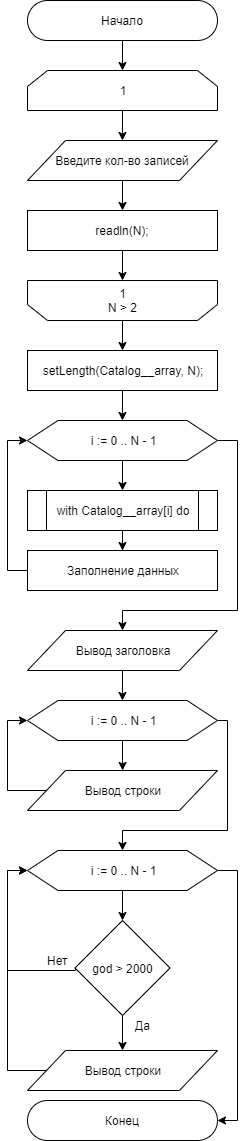 Начало
1
Введите кол-во записей
readln(N);
1
N > 2
setLength(Catalog__array, N);
i := 0 .. N - 1
with Catalog__array[i] do
Заполнение данных
Вывод заголовка
i := 0 .. N - 1
Вывод строки
i := 0 .. N - 1
Нет
god > 2000
Да
Вывод строки
Конец